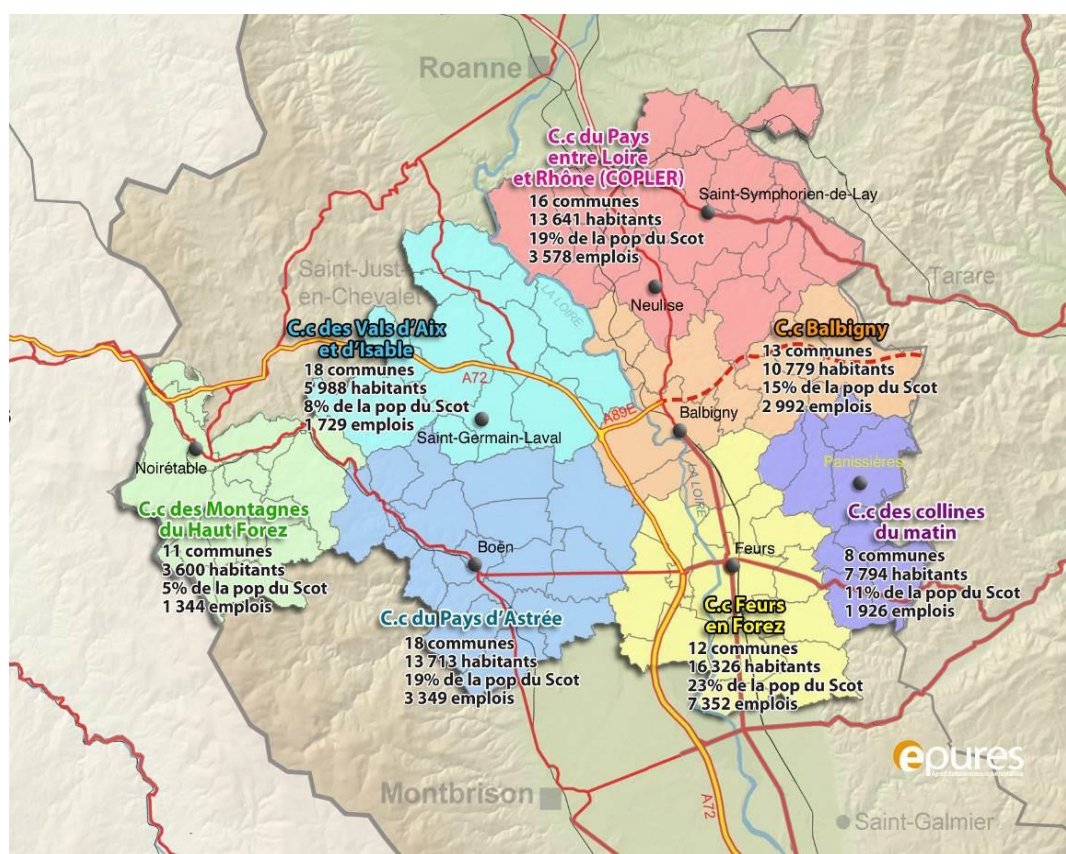 Roanne
C.c du Pays
entre Loire
et Rhône (COPLER)
16 communes
13 641 habitants
19% de la pop du Scot
3 578 emplois
Saint-Symphorien-de-Lay
Tarare
Neulise
LA LOIRE
Saint-Just-
en-Chevalet
C.c des Vals d'Aix
et d'Isable
18 communes
5 988 habitants
8% de la pop du Scot
1 729 emplois
A72
Saint-Germain-Laval
C.c Balbigny
13 communes
10 779 habitants
15% de la pop du Scot
2 992 emplois
A89E
Balbigny
Noirétable
C.c des Montagnes
du Haut Forez
11 communes
3 600 habitants
5% de la pop du Scot
1 344 emplois
LA LOIRE
Panissières
C.c des collines
du matin
8 communes
7 794 habitants
11% de la pop du Scot
1 926 emplois
Boën
Feurs
C.c du Pays d'Astrée
18 communes
13 713 habitants
19% de la pop du Scot
3 349 emplois
C.c Feurs
en Forez
12 communes
16 326 habitants
23% de la pop du Scot
7 352 emplois
epures
Montbrison
A72
Saint-Galmier